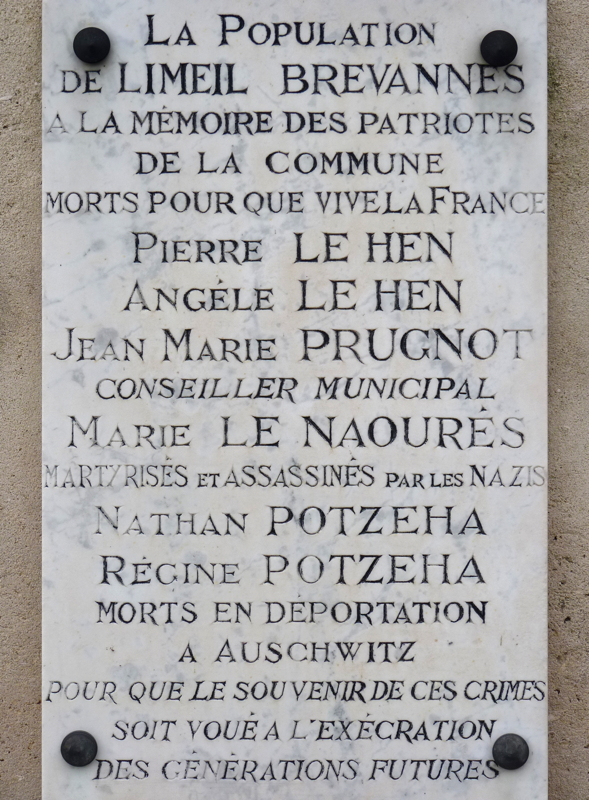 La Population
de LIMEIL BREVANNES
A LA MÉMOIRE DES PATRIOTES
DE LA COMMUNE
MORTS POUR QUE VIVE LA FRANCE
Pierre LE HEN
Angéle LE HEN
Jean Marie PRUGNOT
CONSEILLER MUNICIPAL
Marie LE NAOURÉS
MARTYRISÉS ET ASSASSINÉS PAR LES NAZIS
Nathan POTZEHA
Régine POTZEHA
MORTS EN DÉPORTATION
A AUSCHWITZ
POUR QUE LE SOUVENIR DE CES CRIMES
SOIT VOUÉ A L'EXÉCRATION
DES GÉNÉRATIONS FUTURES